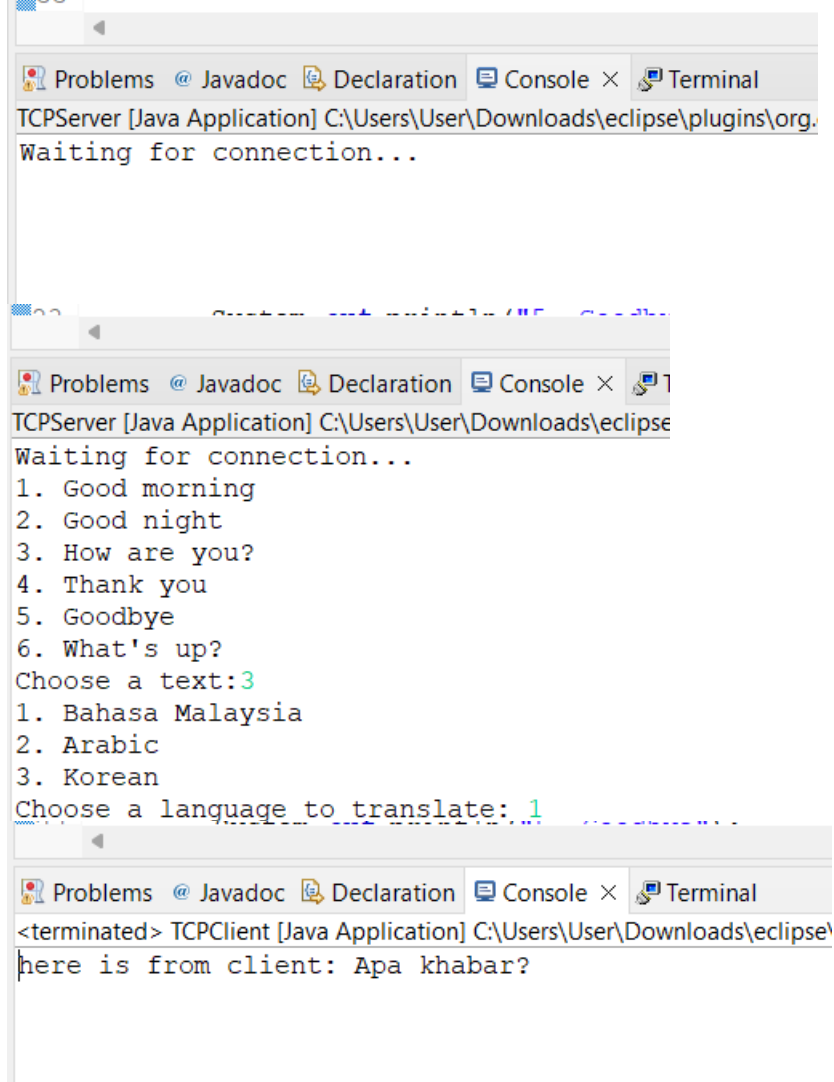 Problems @ Javadoc Declaration Console × Terminal
TCPServer [Java Application] C:\Users\User\Downloads\eclipse\plugins\org.
Waiting for connection...
Problems @ Javadoc Declaration Console ×
TCPServer [Java Application] C:\Users\User\Downloads\eclipse
Waiting for connection...
1. Good morning
2. Good night
3. How are you?
4. Thank you
5. Goodbye
6. What's up?
Choose a text:3
1. Bahasa Malaysia
2. Arabic
3. Korean
Choose a language to translate: 1
Problems @ Javadoc Declaration Console × Terminal
<terminated> TCPClient [Java Application] C:\Users\User\Downloads\eclipse\
here is from client: Apa khabar?